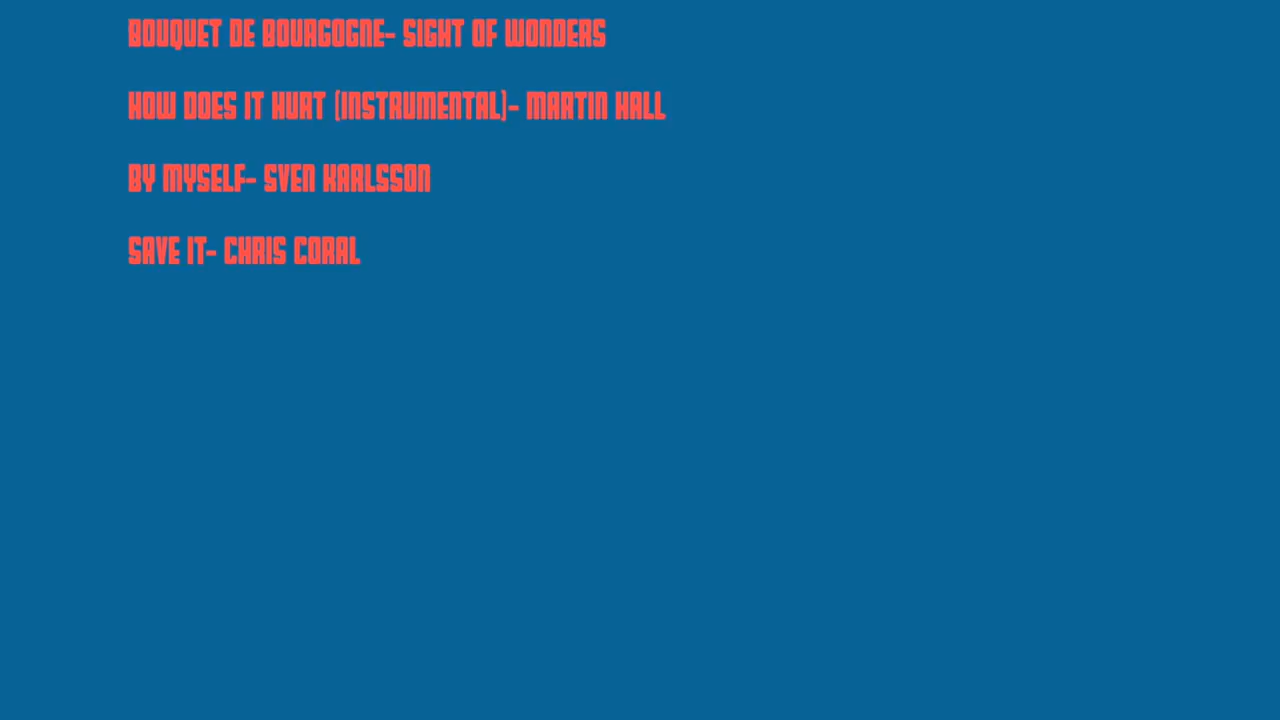 BOUQUET DE BOURGOGNE- SIGHT OF WONDERS
HOW DOES IT HURT (INSTRUMENTAL)- MARTIN HALL
BY MYSELF- SVEN KARLSSON
SAVE IT- CHRIS CORAL